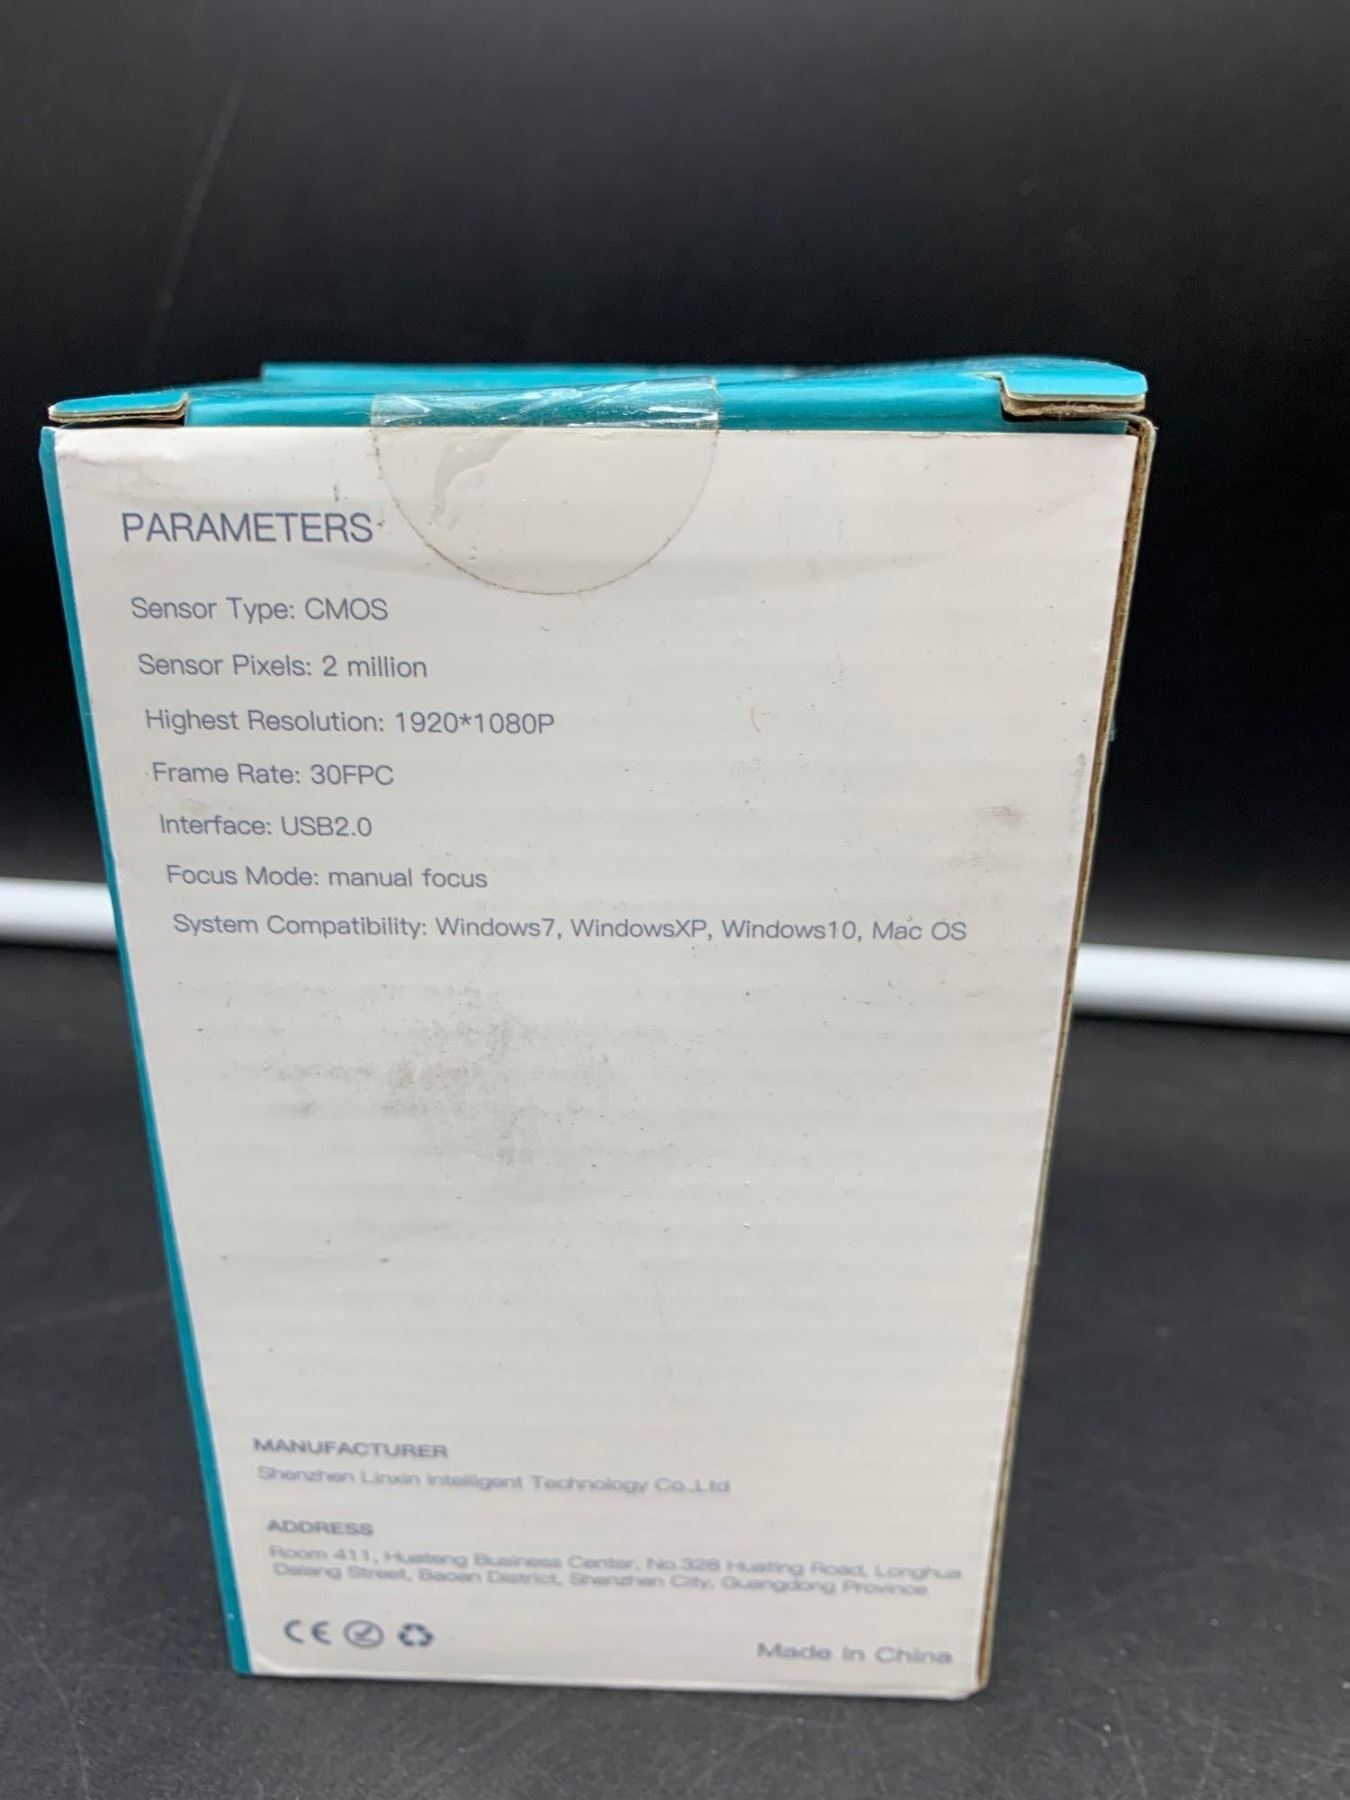 PARAMETERS
Sensor Type: CMOS
Sensor Pixels: 2 million
Highest Resolution: 1920*1080P
Frame Rate: 30FPC
Interface: USB2.0
Focus Mode: manual focus
System Compatibility: Windows7, WindowsXP, Windows10, Mac OS
MANUFACTURER
Shenzhen Linxin Intelligent Technology Co.,Ltd
ADDRESS
Room 411, Huafeng Business Center, No.328 Huating Road, Longhua
Dalang Street, Baoan District, Shenzhen City, Guangdong Province
CE
Made In China